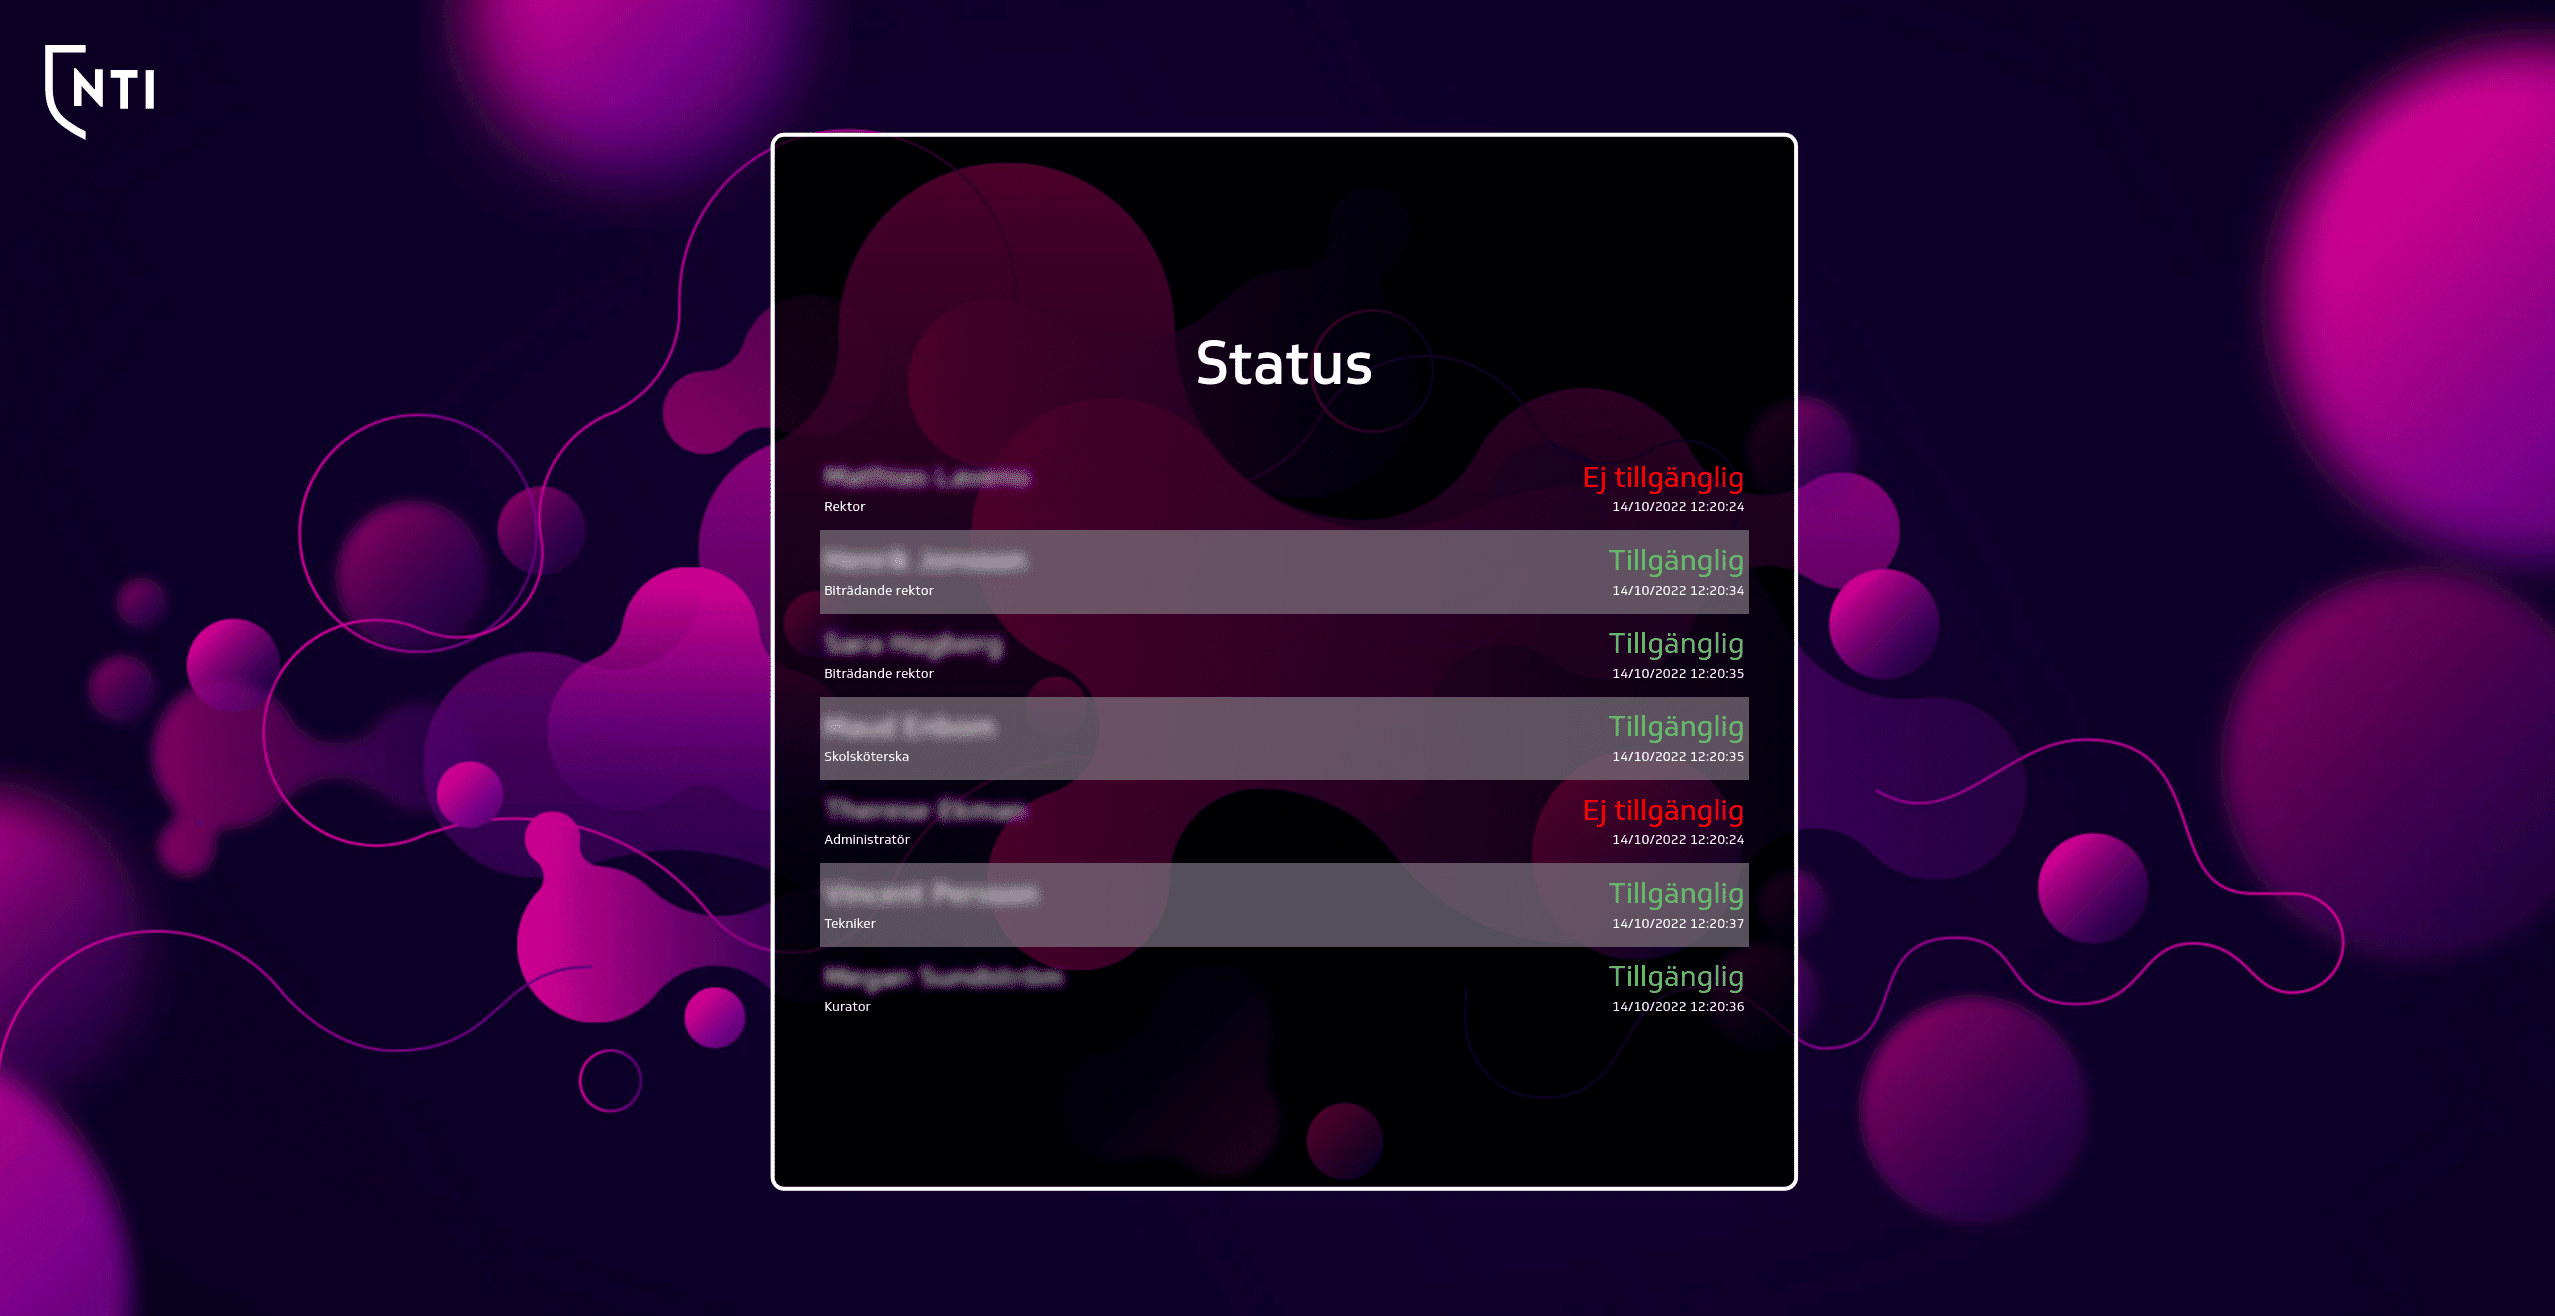 NTI
Status
Ej tillgänglig
Rektor 14/10/2022 12:20:24
Tillgänglig
Biträdande rektor 14/10/2022 12:20:34
Tillgänglig
Biträdande rektor 14/10/2022 12:20:35
Tillgänglig
Skolsköterska 14/10/2022 12:20:35
Ej tillgänglig
Administratör 14/10/2022 12:20:24
Tillgänglig
Tekniker 14/10/2022 12:20:37
Tillgänglig
Kurator 14/10/2022 12:20:36